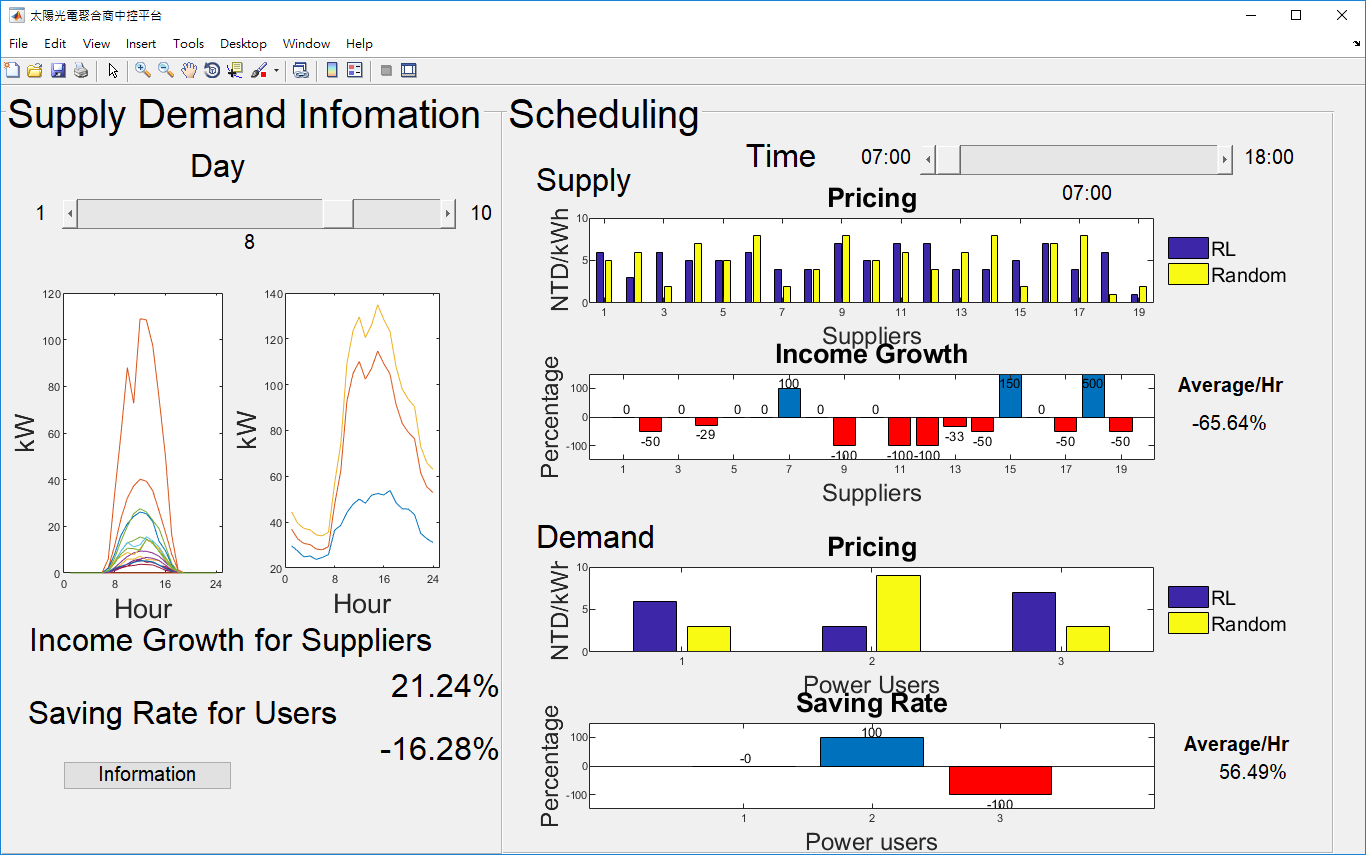 太陽光電聚合商中控平台
File Edit View Insert Tools Desktop Window Help
Supply Demand Infomation
Day
1 10
8
120
100
80
60
40
20
0
0 8 16 24
kW
Hour
140
120
100
80
60
40
20
0 8 16 24
kW
Hour
Income Growth for Suppliers
21.24%
Saving Rate for Users
-16.28%
Information
Scheduling
Time 07:00 18:00
07:00
Supply
Pricing
NTD/kWh
10
5
0
1 3 5 7 9 11 13 15 17 19
Suppliers
RL
Random
Income Growth
Percentage
100
0
-100
0 -50 0 -29 0 0 100 0 -100 0 -100 -100 -33 -50 150 0 -50 500 -50
1 3 5 7 9 11 13 15 17 19
Suppliers
Average/Hr
-65.64%
Demand
Pricing
NTD/kWh
10
5
0
1 2 3
Power Users
RL
Random
Saving Rate
Percentage
100
0
-100
-0 100 -100
1 2 3
Power users
Average/Hr
56.49%